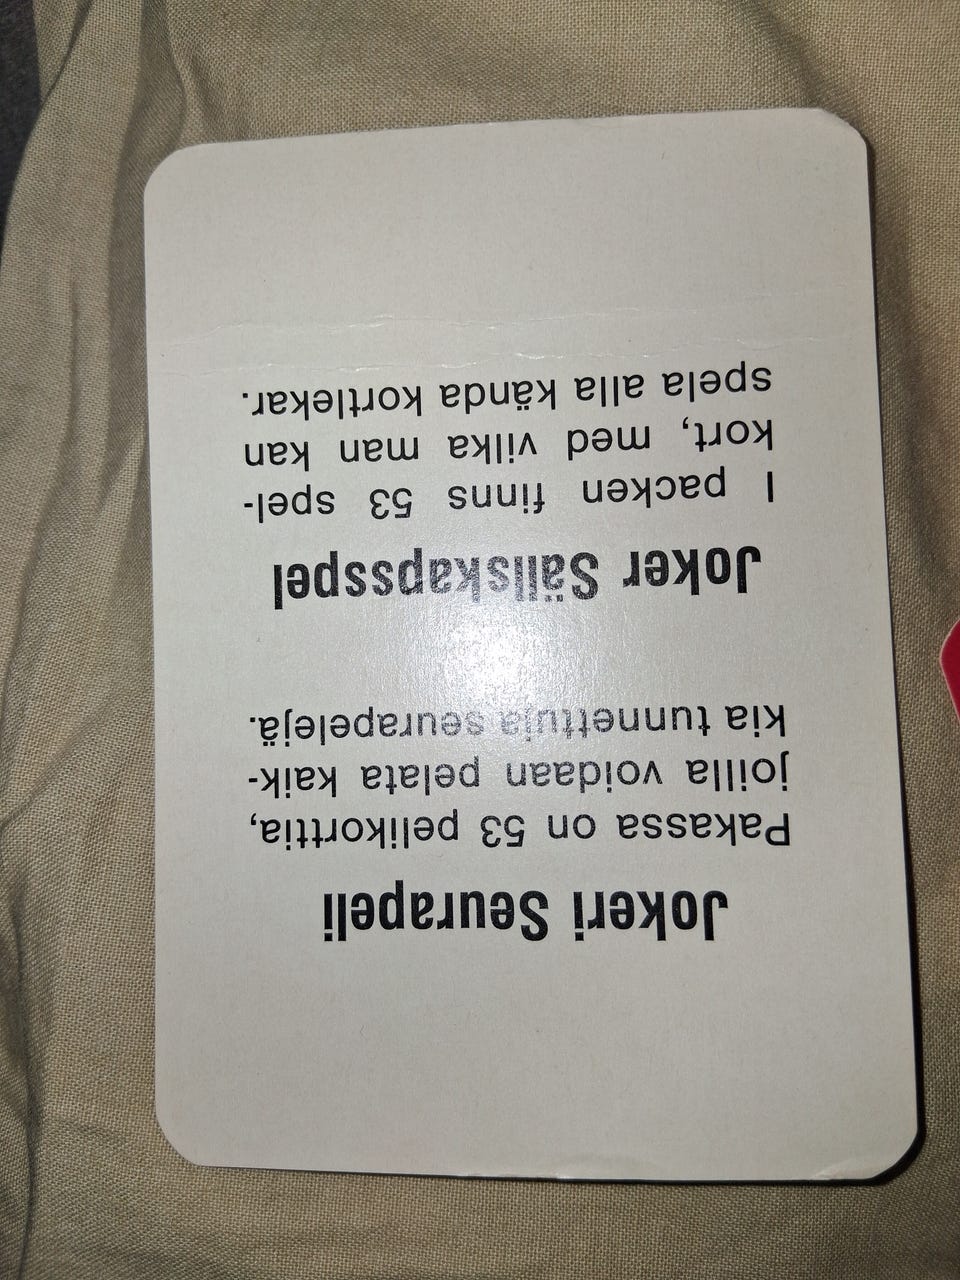 Jokeri Seurapeli
Pakassa on 53 pelikorttia,
joilla voidaan pelata kaik-
kia tunnettuja seurapelejä.
Joker Sällskapsspel
I packen finns 53 spel-
kort, med vilka man kan
spela alla kända kortlekar.